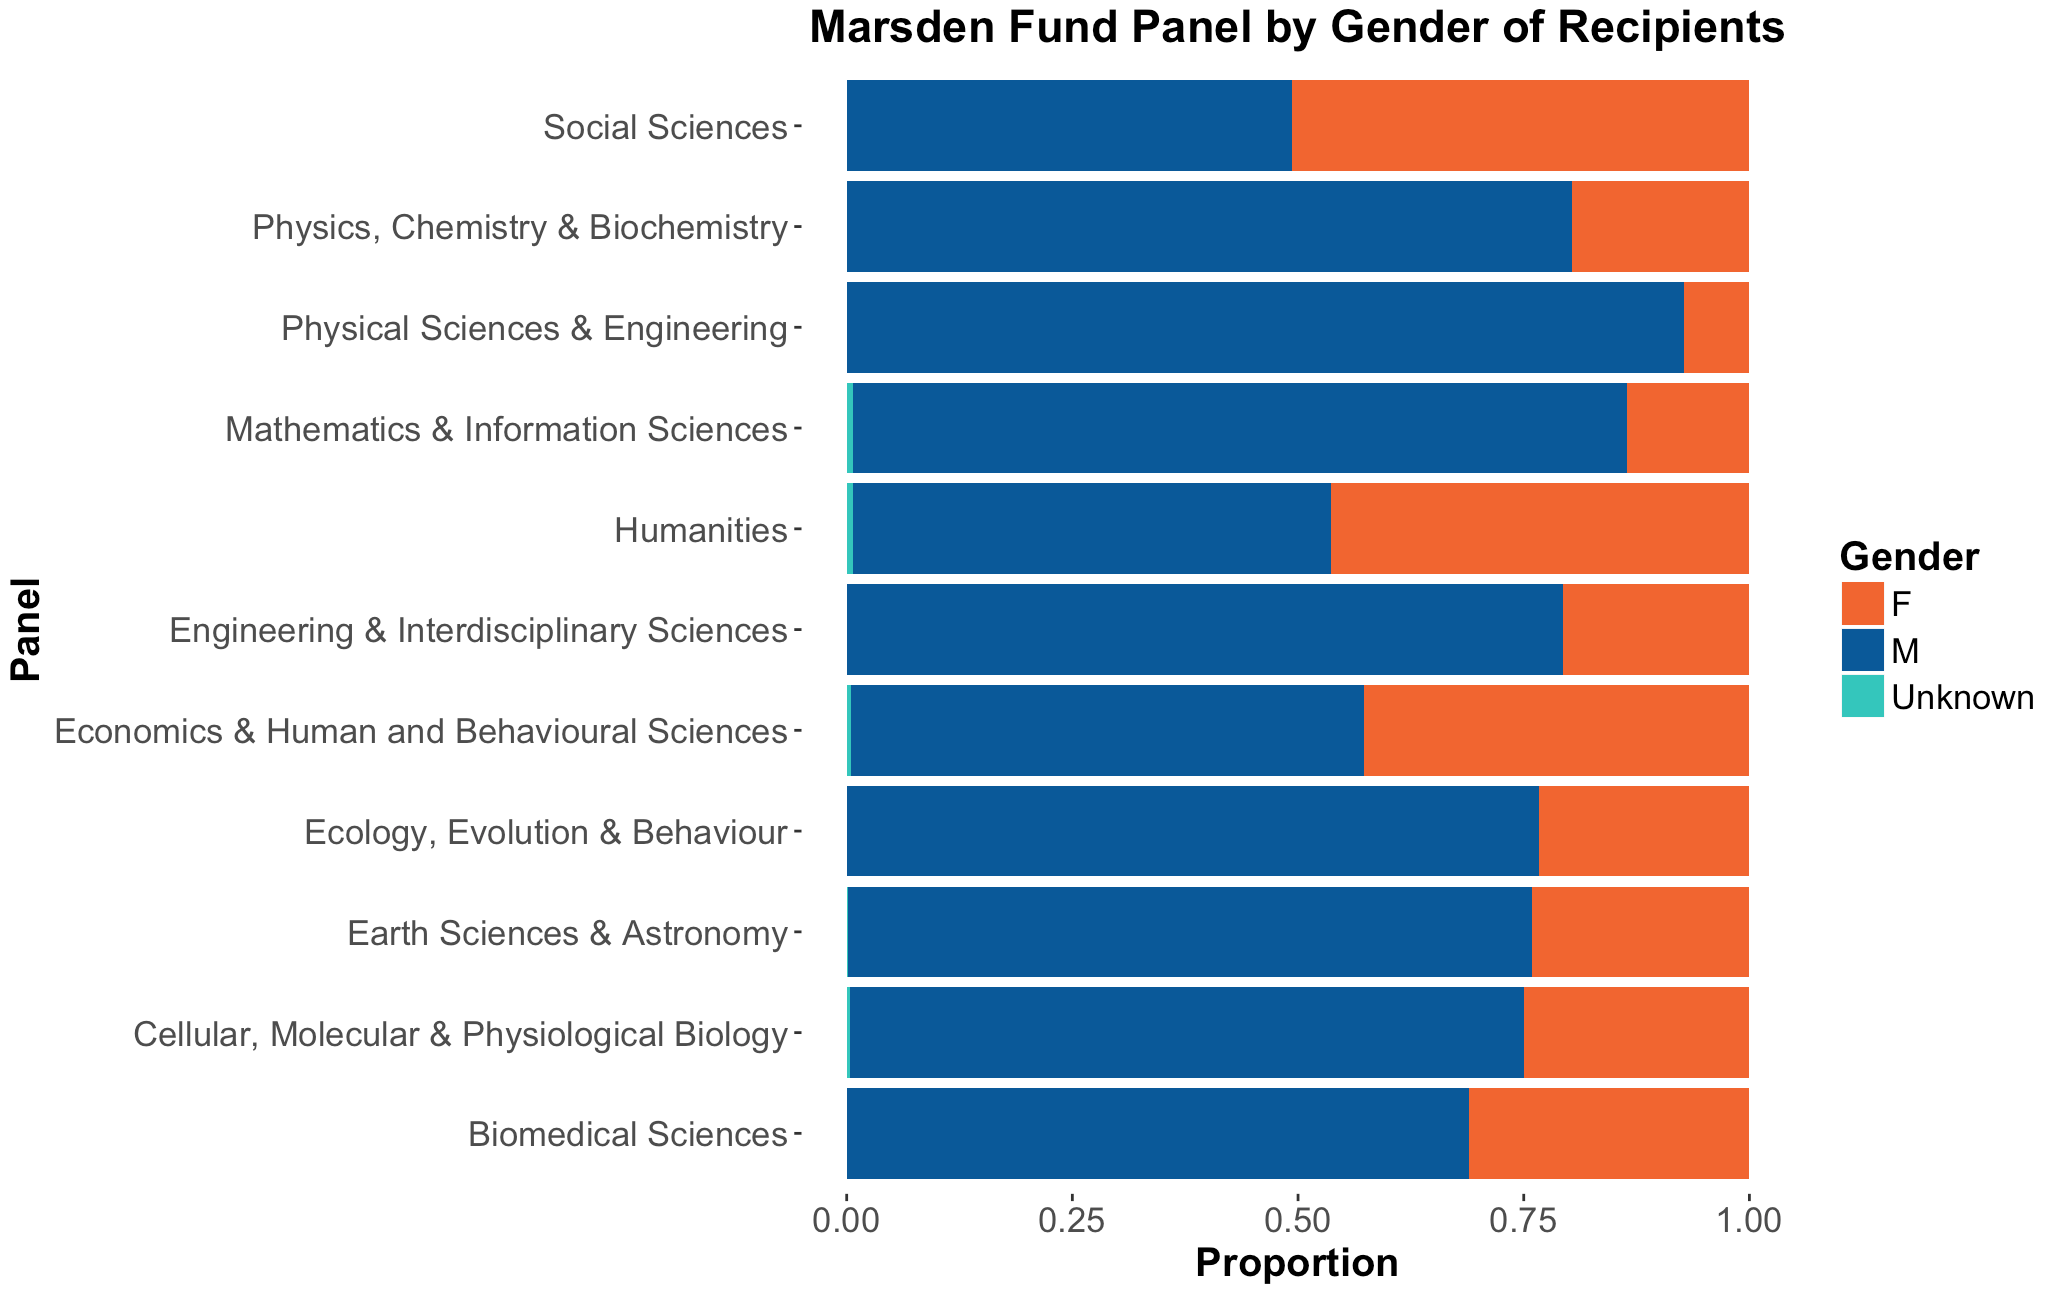 Marsden Fund Panel by Gender of Recipients
Social Sciences
Physics, Chemistry & Biochemistry
Physical Sciences & Engineering
Mathematics & Information Sciences
Humanities
Engineering & Interdisciplinary Sciences
Economics & Human and Behavioural Sciences
Ecology, Evolution & Behaviour
Earth Sciences & Astronomy
Cellular, Molecular & Physiological Biology
Biomedical Sciences
Panel
0.00 0.25 0.50 0.75 1.00
Proportion
Gender
F
M
Unknown